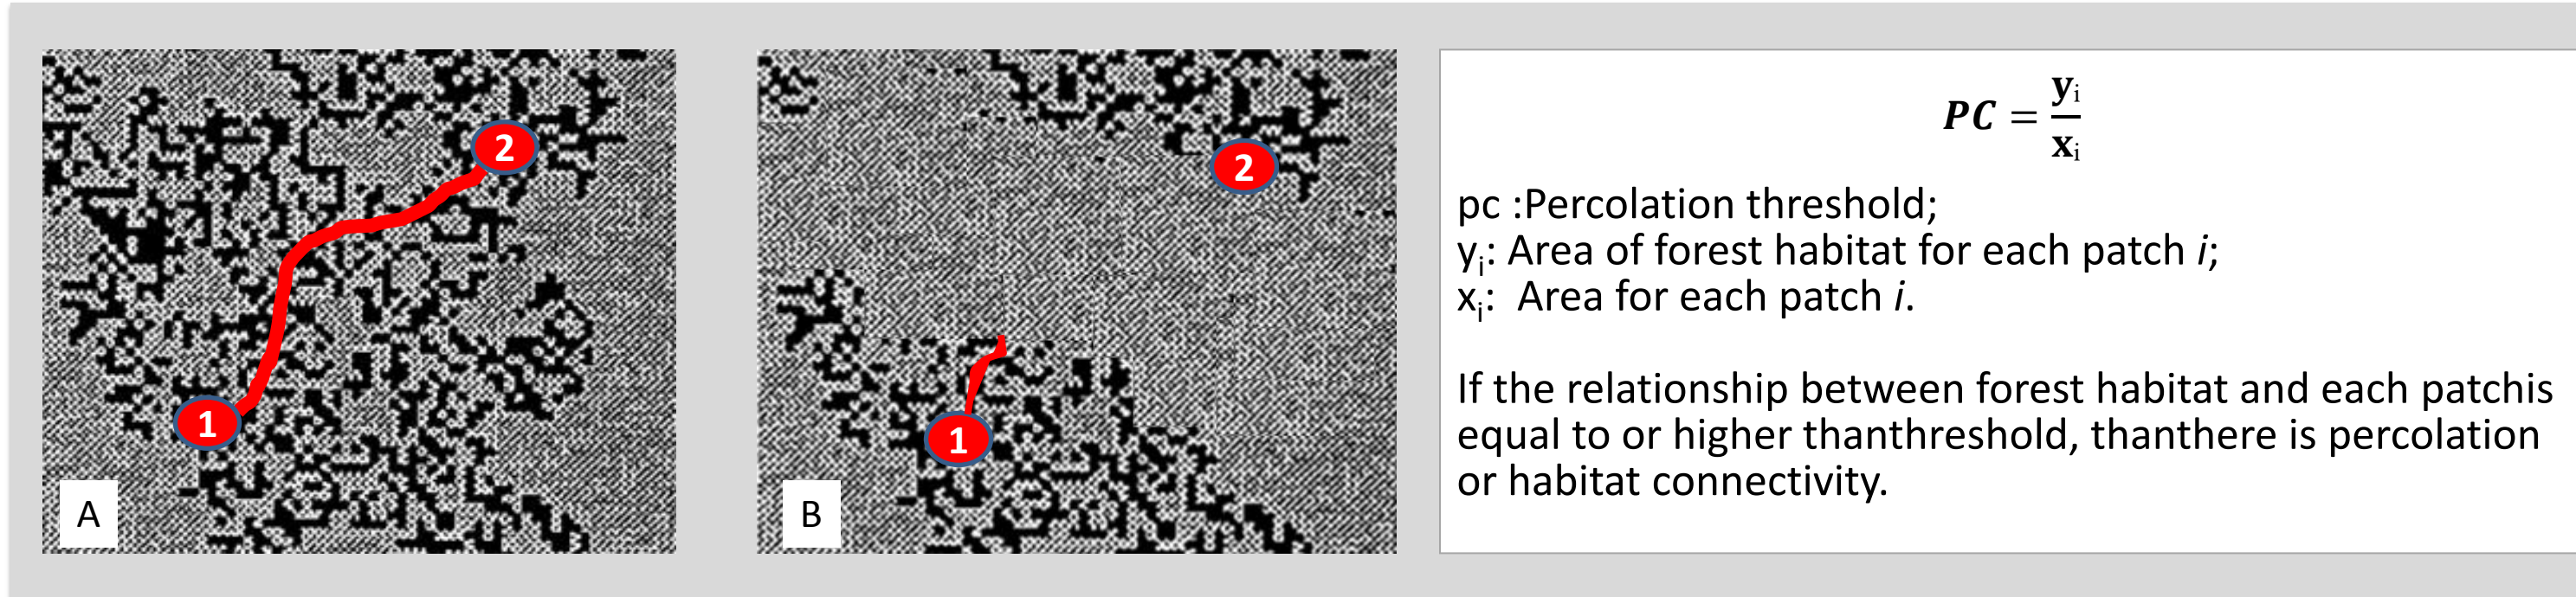 2
1
A
2
1
B
PC = yi/xi
pc :Percolation threshold;
yi: Area of forest habitat for each patch i;
xi: Area for each patch i.
If the relationship between forest habitat and each patchis
equal to or higher thanthreshold, thanthere is percolation
or habitat connectivity.